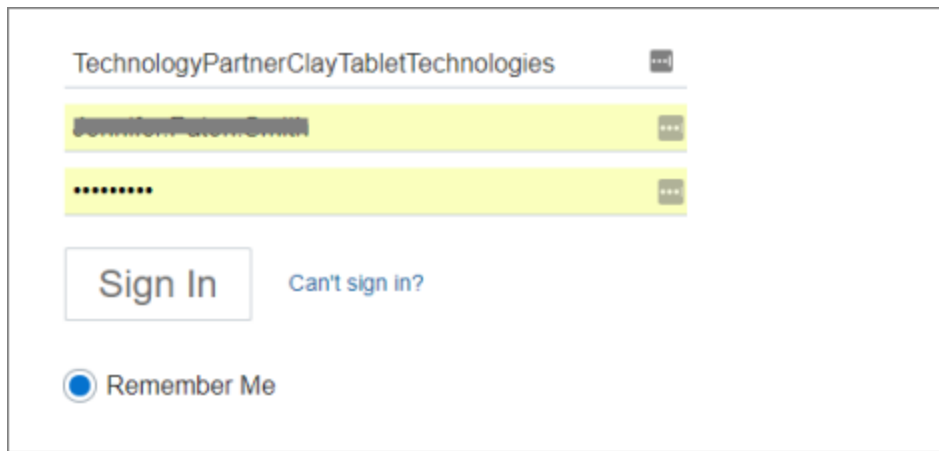 TechnologyPartnerClayTabletTechnologies
•••••••••
Sign In
Can't sign in?
Remember Me